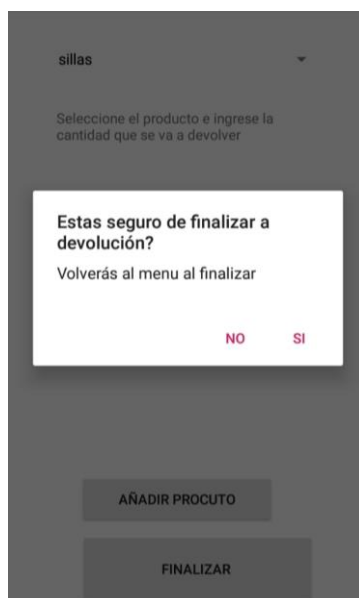 sillas
Seleccione el producto e ingrese la
cantidad que se va a devolver
Estas seguro de finalizar a
devolución?
Volverás al menu al finalizar
NO SI
AÑADIR PROCUTO
FINALIZAR